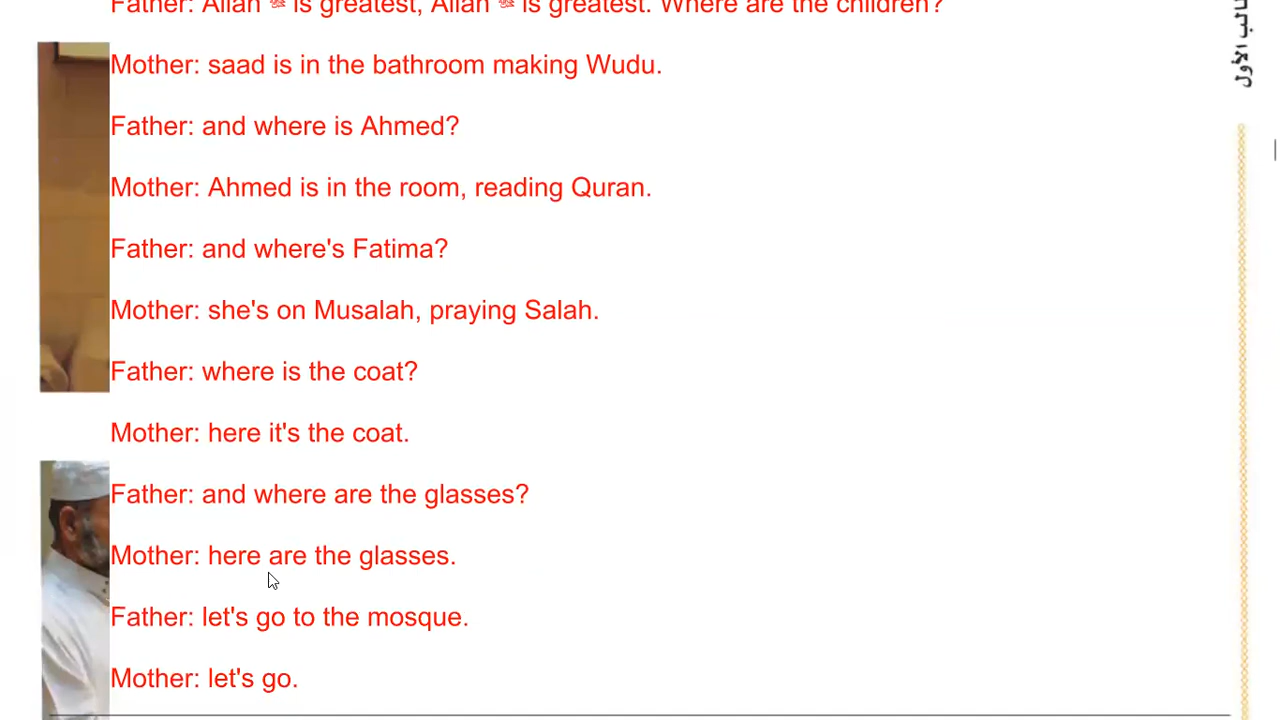 Father: Allah ﷻ is greatest, Allah ﷻ is greatest. Where are the children?
Mother: saad is in the bathroom making Wudu.
Father: and where is Ahmed?
Mother: Ahmed is in the room, reading Quran.
Father: and where's Fatima?
Mother: she's on Musalah, praying Salah.
Father: where is the coat?
Mother: here it's the coat.
Father: and where are the glasses?
Mother: here are the glasses.
Father: let's go to the mosque.
Mother: let's go.
الأول